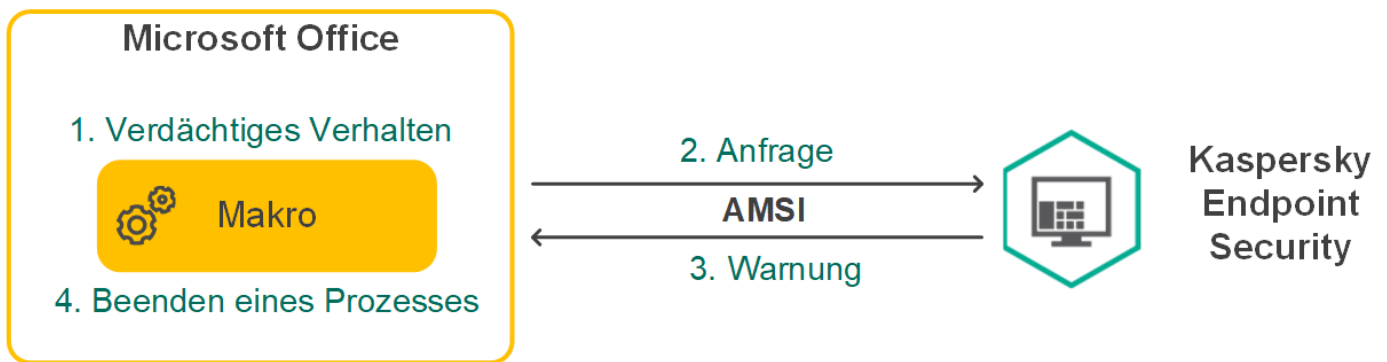 Microsoft Office
1. Verdächtiges Verhalten
Makro
4. Beenden eines Prozesses
2. Anfrage
AMSI
3. Warnung
Kaspersky
Endpoint
Security